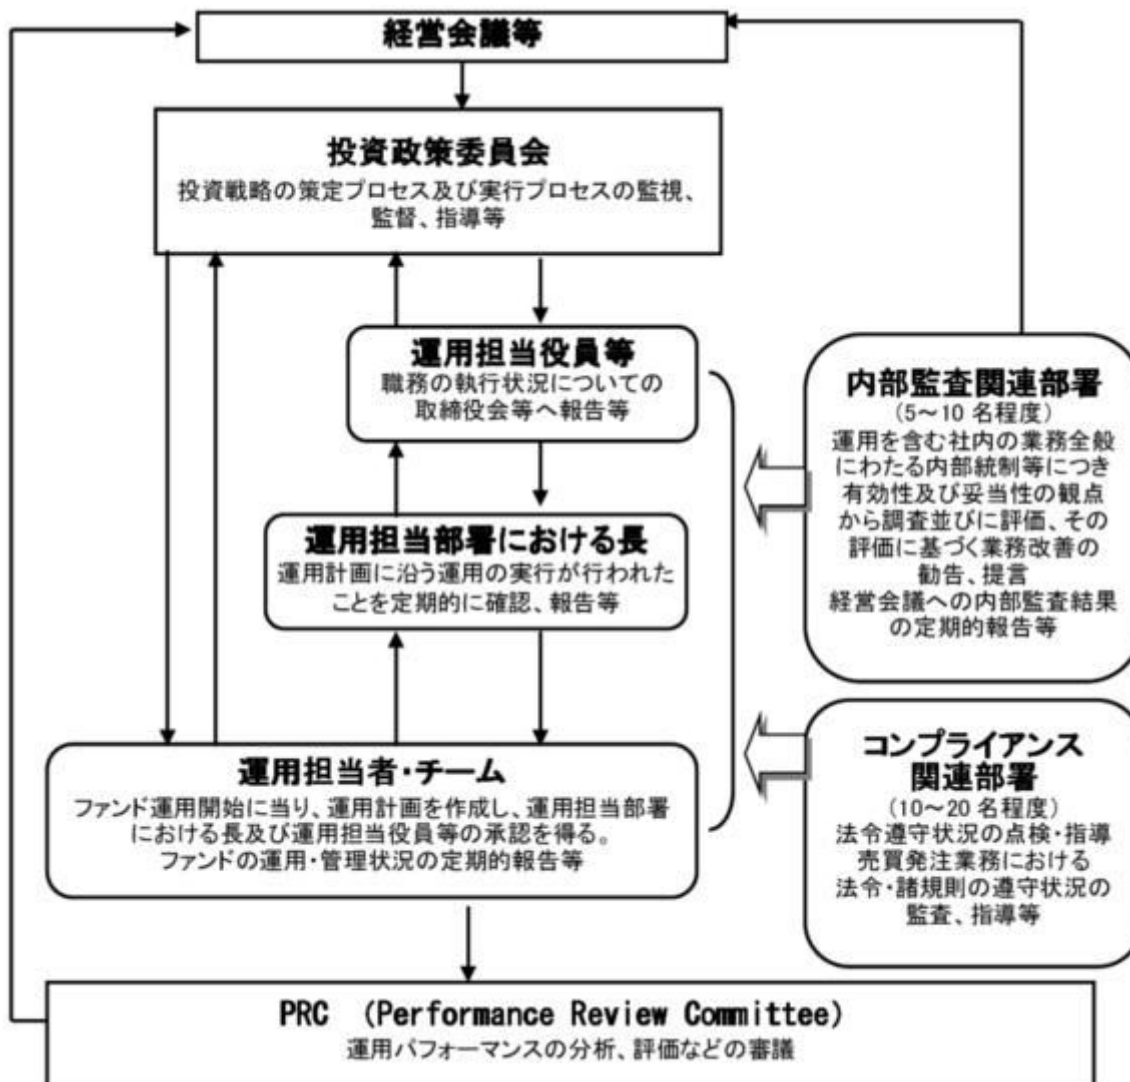 経営会議等
投資政策委員会
投資戦略の策定プロセス及び実行プロセスの監視、
監督、指導等
運用担当役員等
職務の執行状況についての
取締役会等へ報告等
運用担当部署における長
運用計画に沿う運用の実行が行われた
ことを定期的に確認、報告等
運用担当者・チーム
ファンド運用開始に当り、運用計画を作成し、運用担当部署
における長及び運用担当役員等の承認を得る。
ファンドの運用・管理状況の定期的報告等
内部監査関連部署
(5～10 名程度)
運用を含む社内の業務全般
にわたる内部統制等につき
有効性及び妥当性の観点
から調査並びに評価、その
評価に基づく業務改善の
勧告、提言
経営会議への内部監査結果
の定期的報告等
コンプライアンス
関連部署
(10～20 名程度)
法令遵守状況の点検・指導
売買発注業務における
法令・諸規則の遵守状況の
監査、指導等
PRC （Performance Review Committee）
運用パフォーマンスの分析、評価などの審議